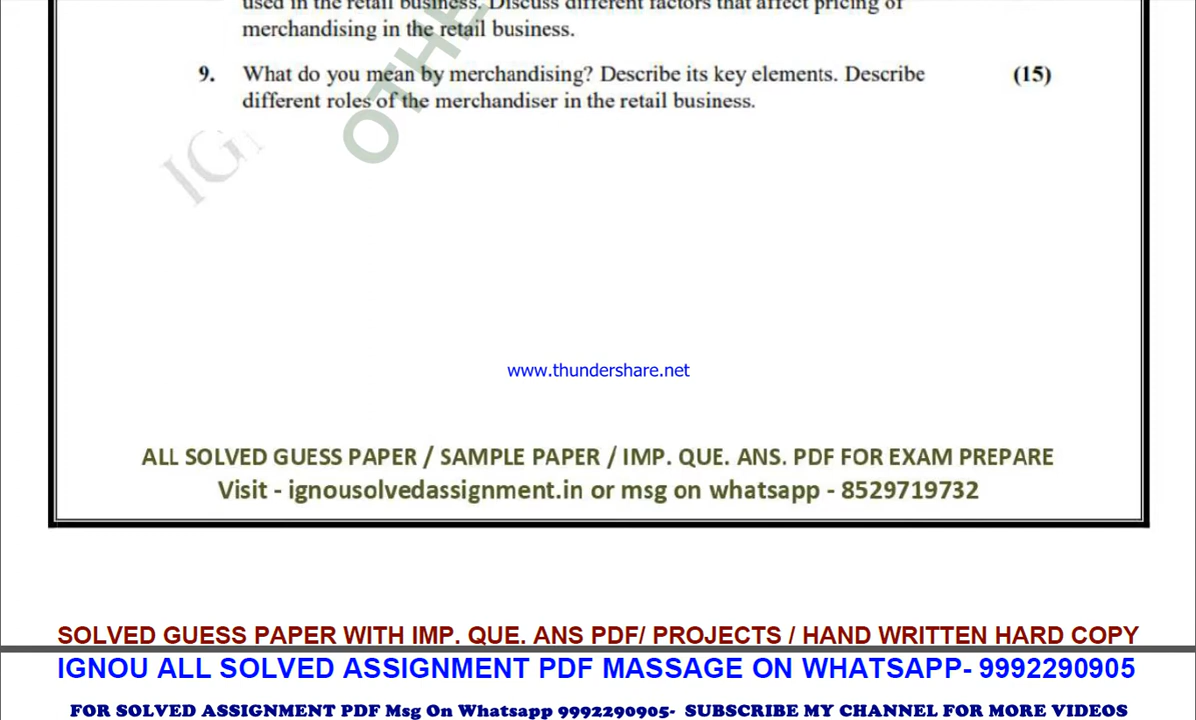 used in the retail business. Discuss different factors that affect pricing of
merchandising in the retail business.
9. What do you mean by merchandising? Describe its key elements. Describe (15)
different roles of the merchandiser in the retail business.
OTHE
IGn
www.thundershare.net
ALL SOLVED GUESS PAPER / SAMPLE PAPER / IMP. QUE. ANS. PDF FOR EXAM PREPARE
Visit - ignousolvedassignment.in or msg on whatsapp - 8529719732
SOLVED GUESS PAPER WITH IMP. QUE. ANS PDF/ PROJECTS / HAND WRITTEN HARD COPY
IGNOU ALL SOLVED ASSIGNMENT PDF MASSAGE ON WHATSAPP- 9992290905
FOR SOLVED ASSIGNMENT PDF Msg On Whatsapp 9992290905- SUBSCRIBE MY CHANNEL FOR MORE VIDEOS